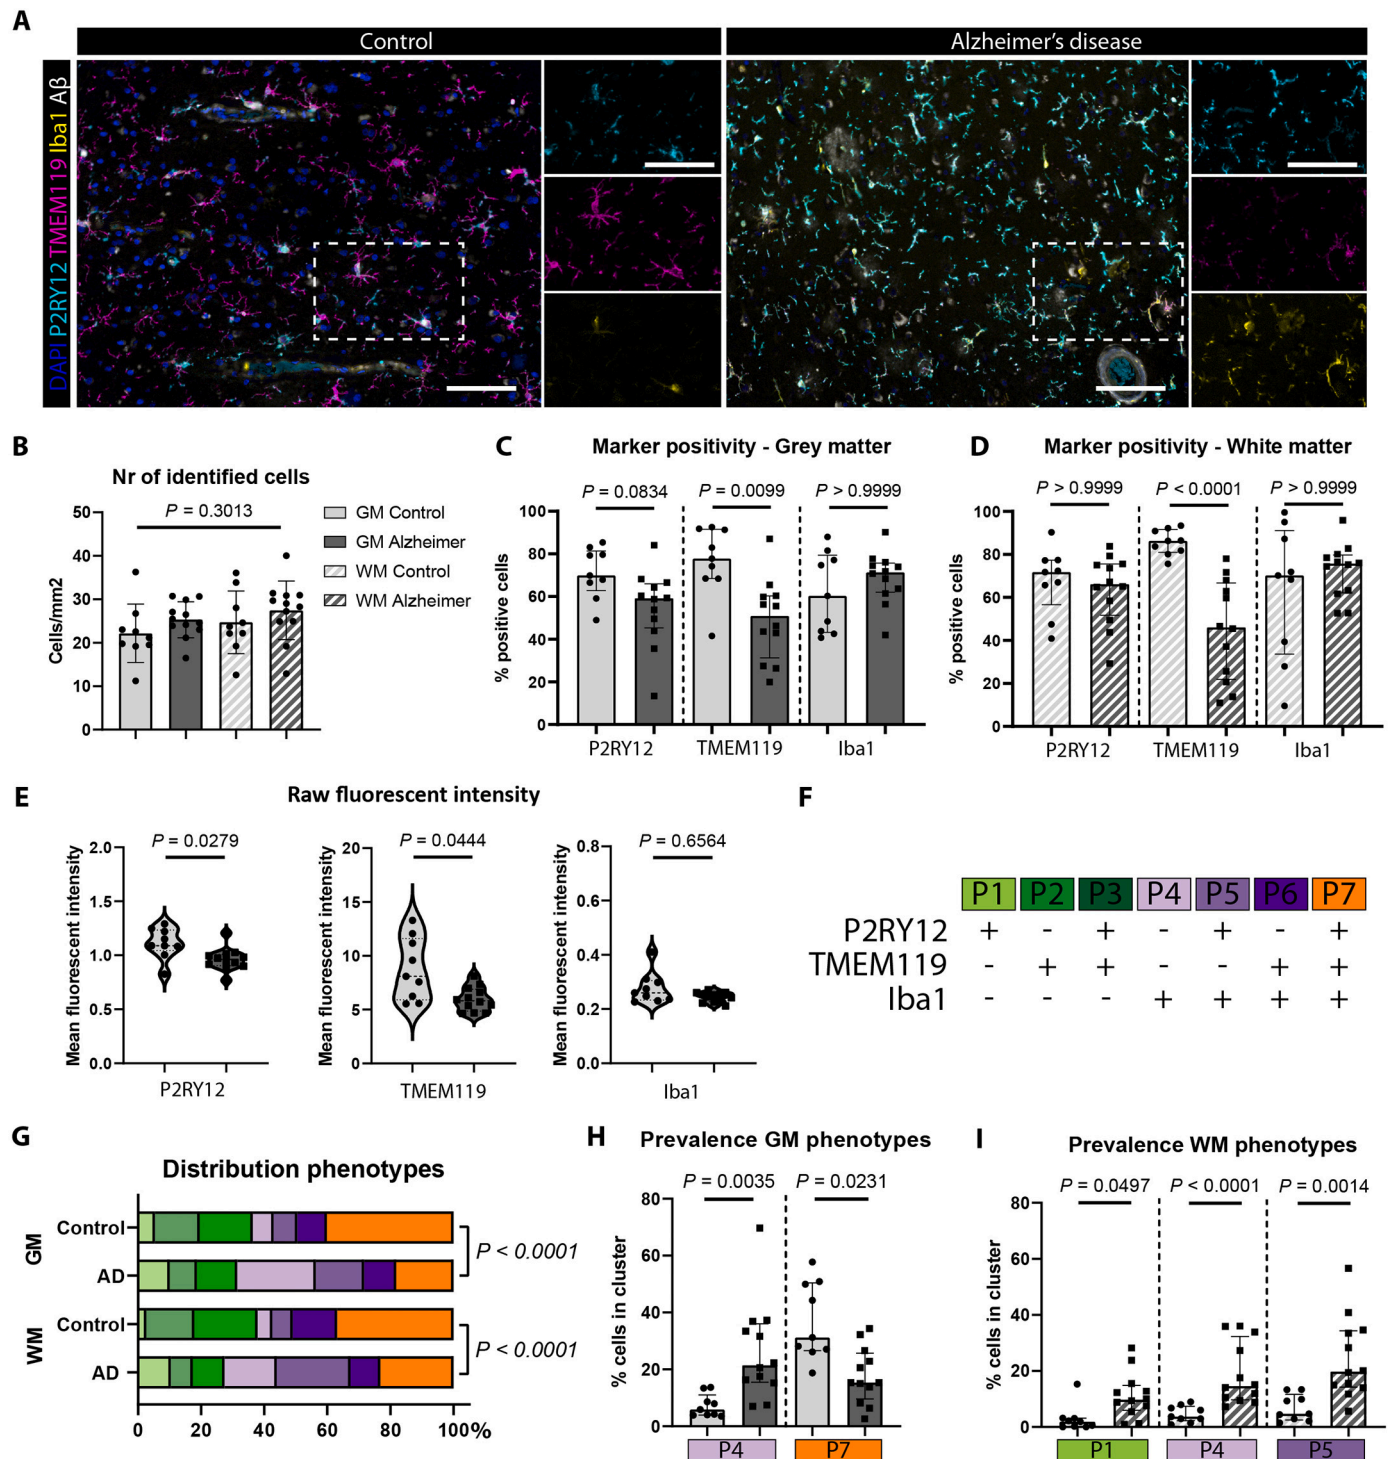 A
Control
Alzheimer's disease
DAPI P2RY12 TMEM119 Iba1 Aβ
B
Nr of identified cells
P = 0.3013
50
40
30
20
10
0
Cells/mm2
GM Control
GM Alzheimer
WM Control
WM Alzheimer
C
Marker positivity - Grey matter
P = 0.0834
P = 0.0099
P > 0.9999
100
80
60
40
20
0
% positive cells
P2RY12
TMEM119
Iba1
D
Marker positivity - White matter
P > 0.9999
P < 0.0001
P > 0.9999
100
80
60
40
20
0
% positive cells
P2RY12
TMEM119
Iba1
E
Raw fluorescent intensity
P = 0.0279
2.0
1.5
1.0
0.5
0.0
Mean fluorescent intensity
P2RY12
P = 0.0444
20
15
10
5
0
Mean fluorescent intensity
TMEM119
P = 0.6564
0.8
0.6
0.4
0.2
0.0
Mean fluorescent intensity
Iba1
F
P1 P2 P3 P4 P5 P6 P7
P2RY12 + - + - + - +
TMEM119 - + + - - + +
Iba1 - - - + + + +
G
Distribution phenotypes
GM
Control
AD
P < 0.0001
WM
Control
AD
P < 0.0001
0 20 40 60 80 100%
H
Prevalence GM phenotypes
P = 0.0035
P = 0.0231
80
60
40
20
0
% cells in cluster
P4
P7
I
Prevalence WM phenotypes
P = 0.0497
P < 0.0001
P = 0.0014
80
60
40
20
0
% cells in cluster
P1
P4
P5